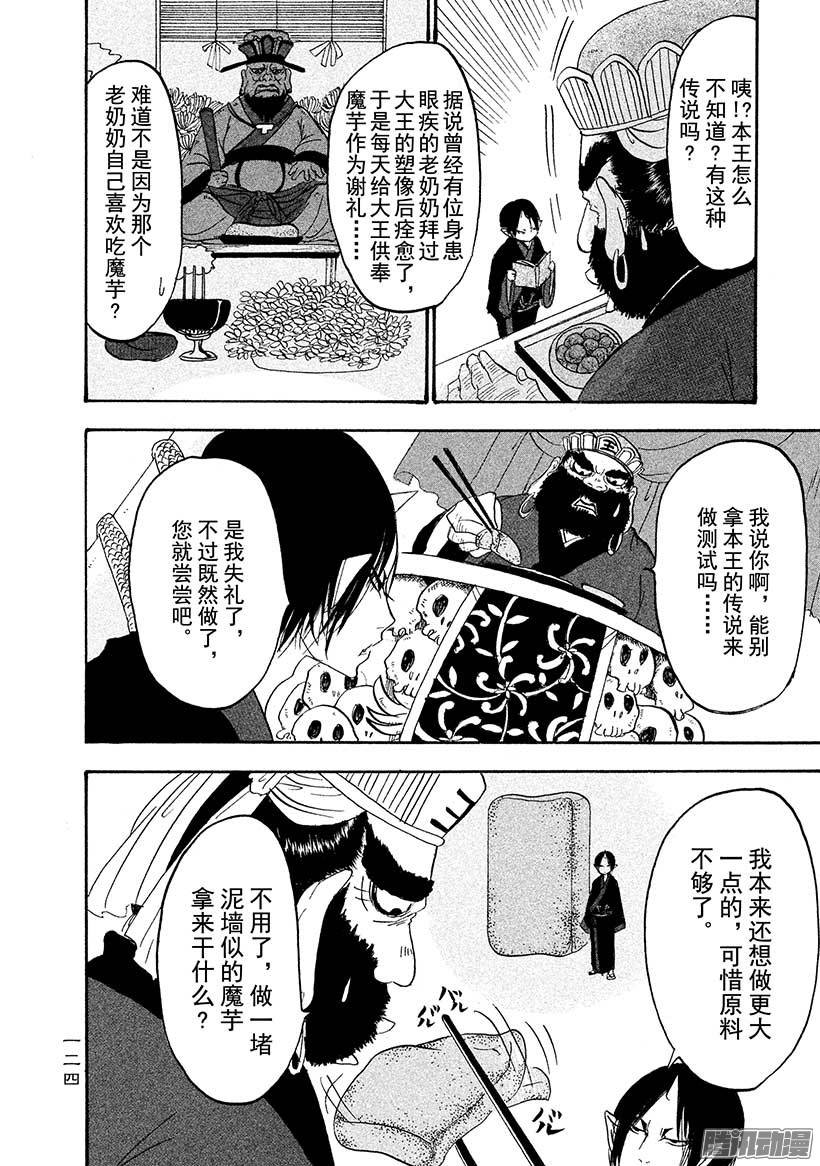 咦!?本王怎么
不知道?有这种
传说吗?
据说曾经有位身患
眼疾的老奶奶拜过
大王的塑像后痊愈了，
于是每天给大王供奉
魔芋作为谢礼……
难道不是因为那个
老奶奶自己喜欢吃魔芋?
王
我说你啊，能别
拿本王的传说来
做测试吗……
是我失礼了，
不过既然做了，
您就尝尝吧。
我本来还想做更大
一点的，可惜原料
不够了。
不用了，做一堵
泥墙似的魔芋
拿来干什么?
一二四
腾讯动漫